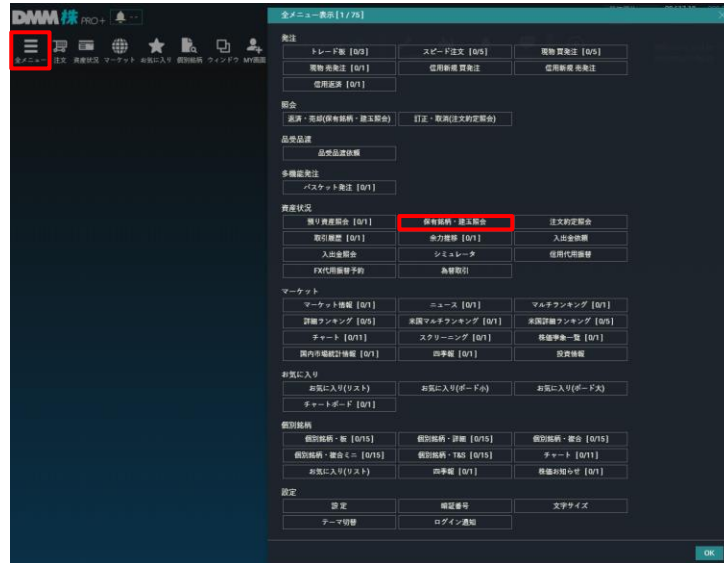 DMM 株 PRO+
全メニュー 注文 資産状況 マーケット お気に入り 個別銘柄 ウィンドウ MY画面
全メニュー表示 [1/75]
発注
トレード板 [0/3] スピード注文 [0/5] 現物 買発注 [0/5]
現物 売発注 [0/1] 信用新規 買発注 信用新規 売発注
信用返済 [0/1]
照会
返済・売却(保有銘柄・建玉照会) 訂正・取消(注文約定照会)
品受品渡
品受品渡依頼
多機能発注
バスケット発注 [0/1]
資産状況
預り資産照会 [0/1] 保有銘柄・建玉照会 注文約定照会
取引履歴 [0/1] 余力推移 [0/1] 入出金依頼
入出金照会 シミュレータ 信用代用振替
FX代用振替予約 為替取引
マーケット
マーケット情報 [0/1] ニュース [0/1] マルチランキング [0/1]
詳細ランキング [0/5] 米国マルチランキング [0/1] 米国詳細ランキング [0/5]
チャート [0/11] スクリーニング [0/1] 株価季象一覧 [0/1]
国内市場統計情報 [0/1] 四季報 [0/1] 投資情報
お気に入り
お気に入り(リスト) お気に入り(ボード小) お気に入り(ボード大)
チャートボード [0/1]
個別銘柄
個別銘柄・板 [0/15] 個別銘柄・詳細 [0/15] 個別銘柄・複合 [0/15]
個別銘柄・複合ミニ [0/15] 個別銘柄・T&S [0/15] チャート [0/11]
お気に入り(リスト) 四季報 [0/1] 株価お知らせ [0/1]
設定
設定 暗証番号 文字サイズ
テーマ切替 ログイン通知
OK